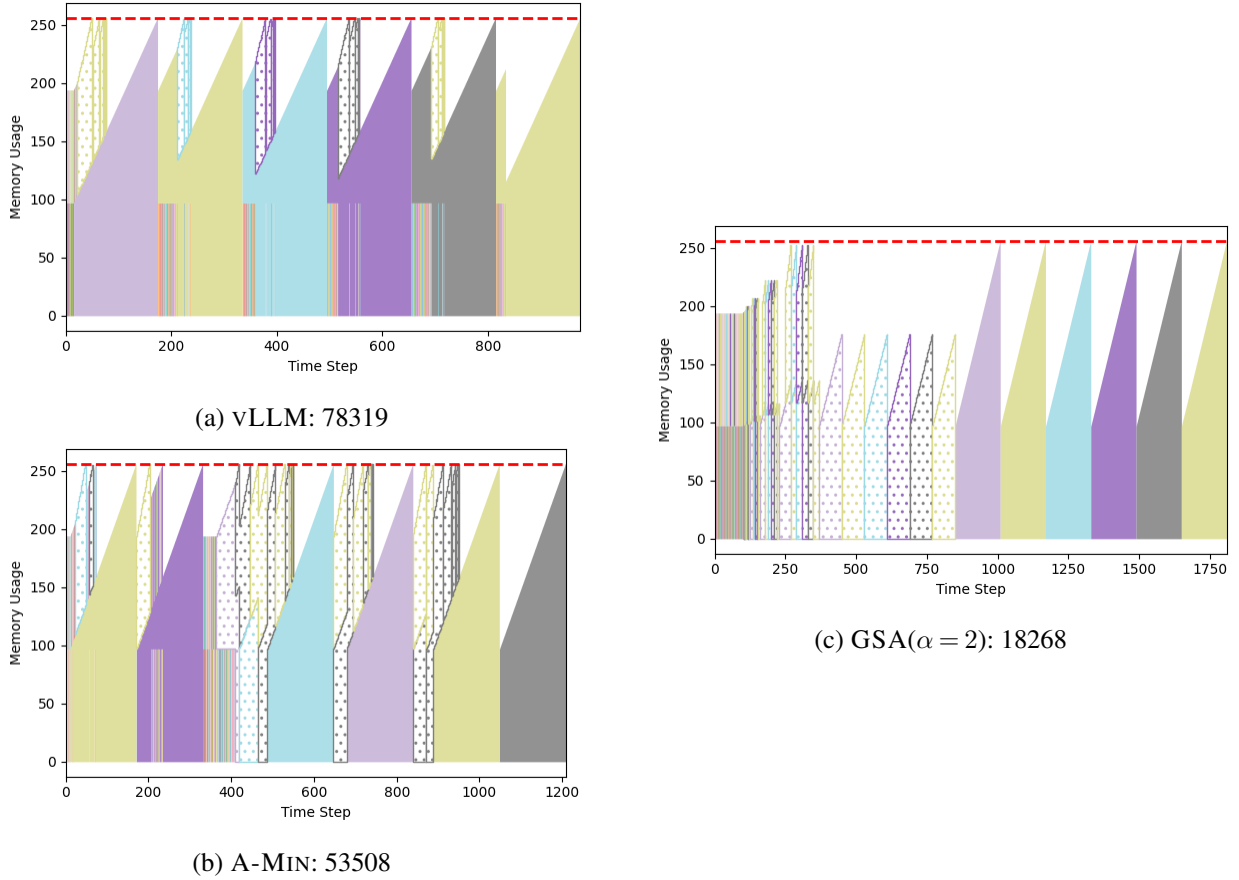 250
200
150
100
50
0
Memory Usage
0 200 400 600 800
Time Step
(a) VLLM: 78319
250
200
150
100
50
0
Memory Usage
0 200 400 600 800 1000 1200
Time Step
(b) A-MIN: 53508
250
200
150
100
50
0
Memory Usage
0 250 500 750 1000 1250 1500 1750
Time Step
(c) GSA(α = 2): 18268